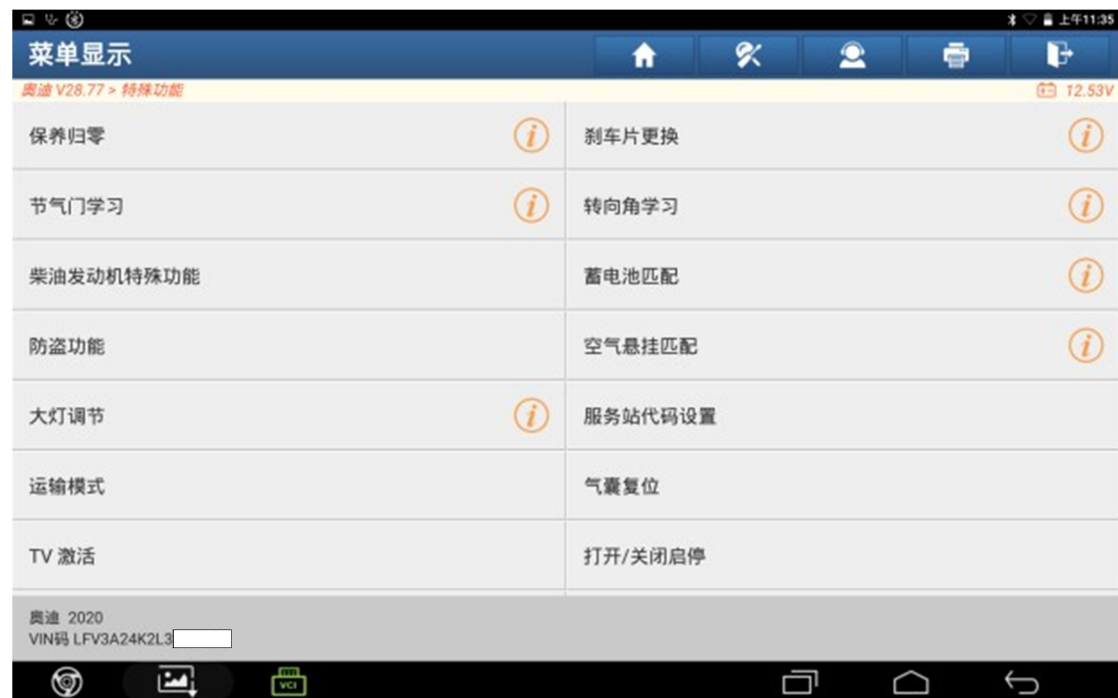 上午11:35
菜单显示
奥迪 V28.77 > 特殊功能
12.53V
保养归零
刹车片更换
节气门学习
转向角学习
柴油发动机特殊功能
蓄电池匹配
防盗功能
空气悬挂匹配
大灯调节
服务站代码设置
运输模式
气囊复位
TV 激活
打开/关闭启停
奥迪 2020
VIN码 LFV3A24K2L3
VCI